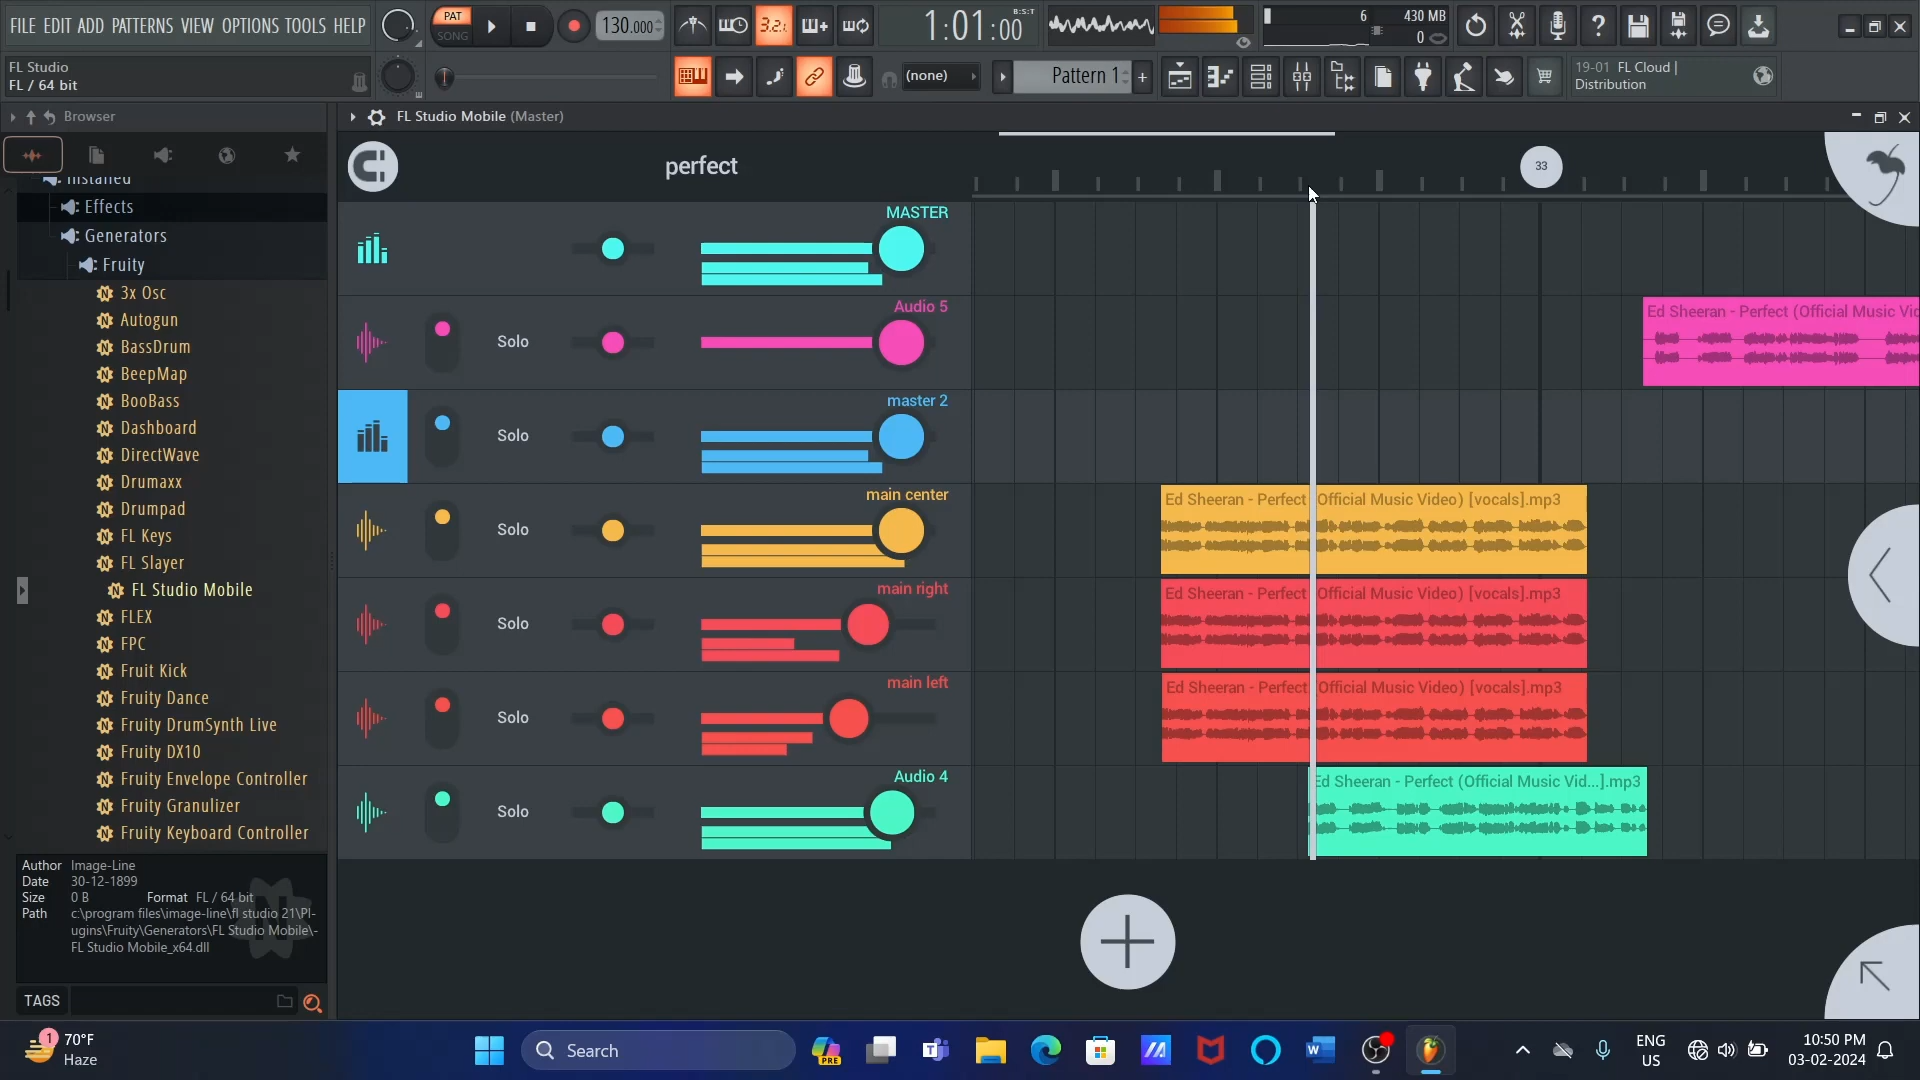 FILE EDIT ADD PATTERNS VIEW OPTIONS TOOLS HELP
PAT
SONG
130.000
3.2.
1:01:00
B:S:T
6
430 MB
0
FL Studio
FL / 64 bit
(none)
Pattern 1
+
19-01 FL Cloud |
Distribution
Browser
FL Studio Mobile (Master)
perfect
33
Installed
Effects
Generators
Fruity
3x Osc
Autogun
BassDrum
BeepMap
BooBass
Dashboard
DirectWave
Drumaxx
Drumpad
FL Keys
FL Slayer
FL Studio Mobile
FLEX
FPC
Fruit Kick
Fruity Dance
Fruity DrumSynth Live
Fruity DX10
Fruity Envelope Controller
Fruity Granulizer
Fruity Keyboard Controller
MASTER
Audio 5
Solo
Ed Sheeran - Perfect (Official Music Vid
master 2
Solo
main center
Solo
Ed Sheeran - Perfect (Official Music Video) [vocals].mp3
main right
Solo
Ed Sheeran - Perfect (Official Music Video) [vocals].mp3
main left
Solo
Ed Sheeran - Perfect (Official Music Video) [vocals].mp3
Audio 4
Solo
Ed Sheeran - Perfect (Official Music Vid...].mp3
Author Image-Line
Date 30-12-1899
Size 0 B Format FL / 64 bit
Path c:\program files\image-line\fl studio 21\Pl-
ugins\Fruity\Generators\FL Studio Mobile\-
FL Studio Mobile_x64.dll
TAGS
1
70°F
Haze
Search
PRE
ENG
US
10:50 PM
03-02-2024